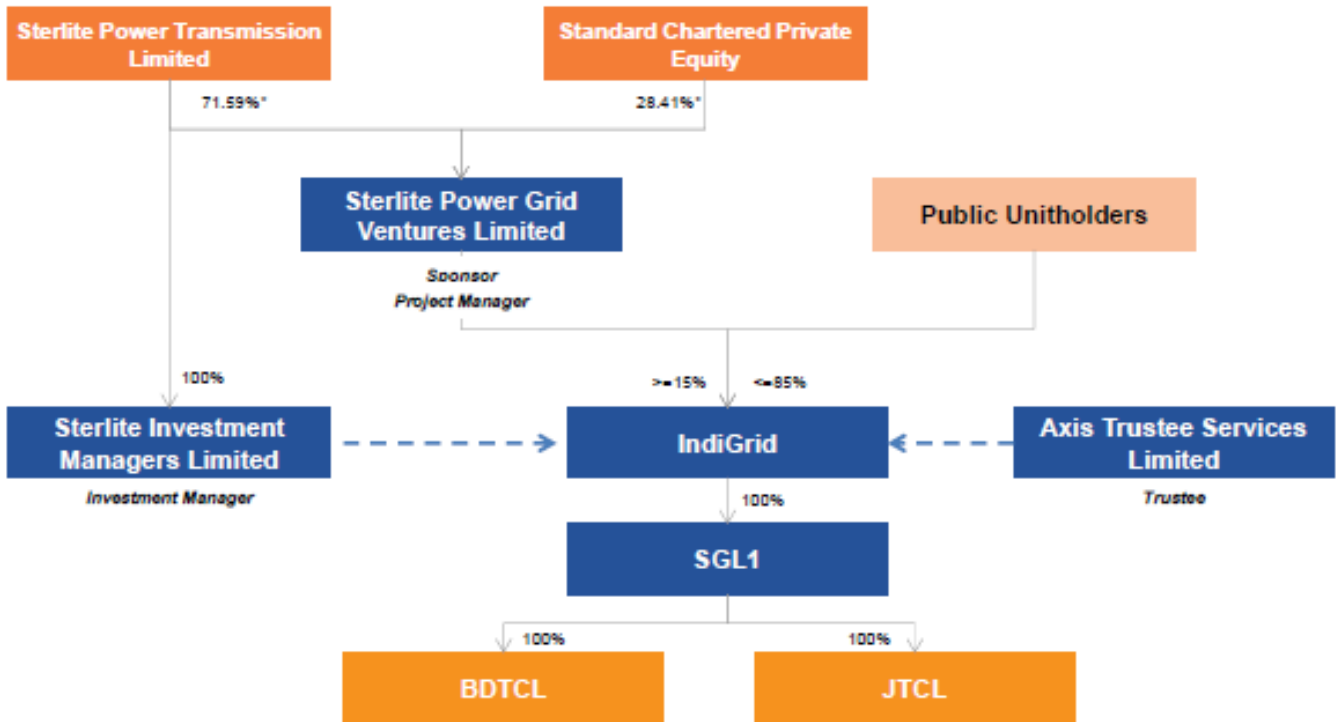 Sterlite Power Transmission
Limited
Standard Chartered Private
Equity
71.59%*
28.41%*
Sterlite Power Grid
Ventures Limited
Public Unitholders
Sponsor
Project Manager
100%
>=15%
<=85%
Sterlite Investment
Managers Limited
IndiGrid
Axis Trustee Services
Limited
Investment Manager
100%
Trustee
SGL1
100%
100%
BDTCL
JTCL